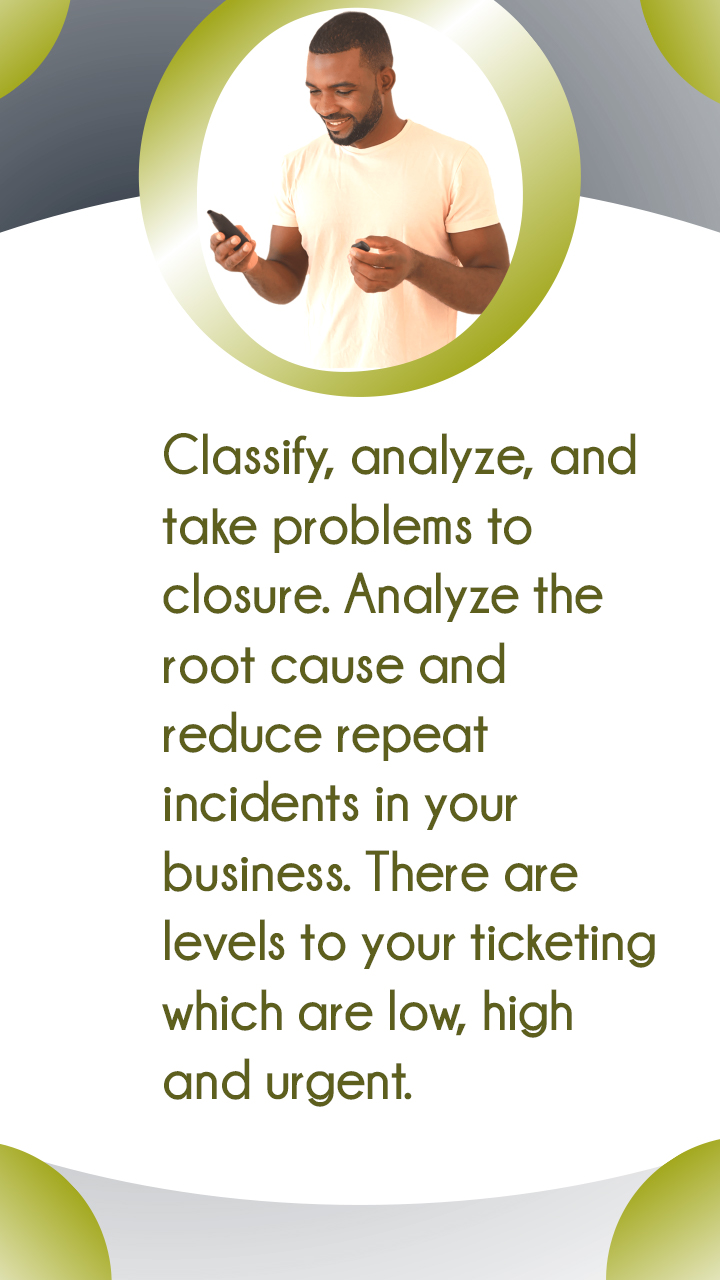 Classify, analyze, and
take problems to
closure. Analyze the
root cause and
reduce repeat
incidents in your
business. There are
levels to your ticketing
which are low, high
and urgent.